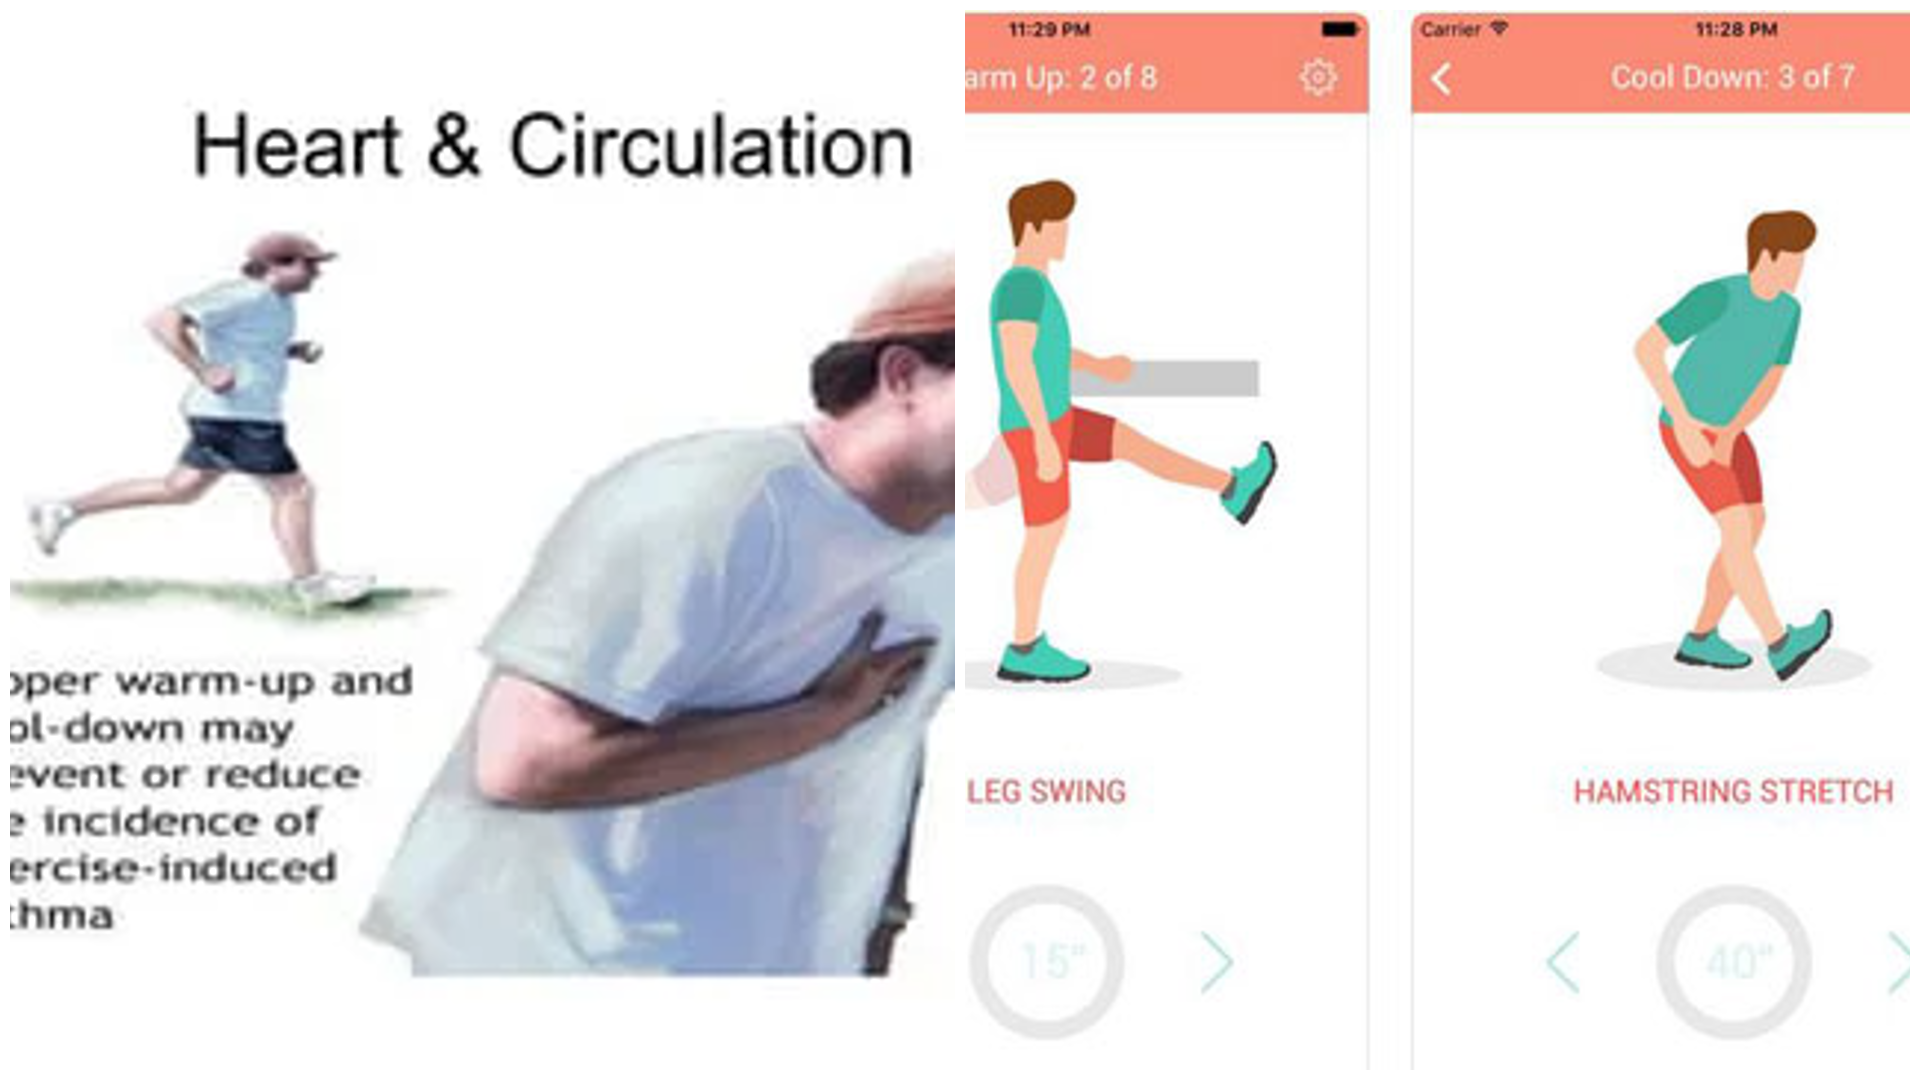 Heart & Circulation
oper warm-up and
ol-down may
event or reduce
e incidence of
ercise-induced
thma
11:29 PM
arm Up: 2 of 8
LEG SWING
15"
Carrier 11:28 PM
Cool Down: 3 of 7
HAMSTRING STRETCH
40"